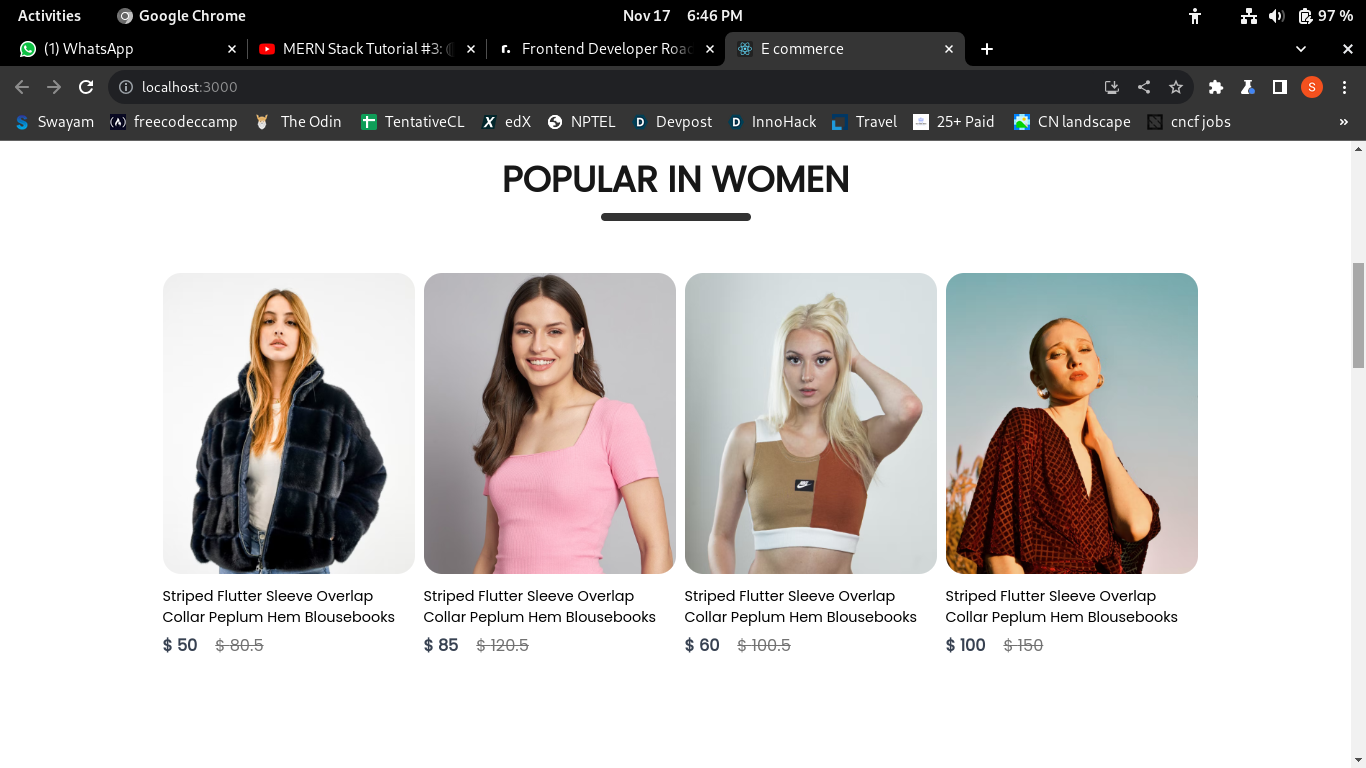 Activities Google Chrome Nov 17 6:46 PM 97 %
(1) WhatsApp MERN Stack Tutorial #3: Frontend Developer Road E commerce
localhost:3000 S
Swayam freecodeccamp The Odin TentativeCL edX NPTEL Devpost InnoHack Travel 25+ Paid CN landscape cncf jobs »
POPULAR IN WOMEN
Striped Flutter Sleeve Overlap
Collar Peplum Hem Blousebooks
$ 50 $ 80.5
Striped Flutter Sleeve Overlap
Collar Peplum Hem Blousebooks
$ 85 $ 120.5
Striped Flutter Sleeve Overlap
Collar Peplum Hem Blousebooks
$ 60 $ 100.5
Striped Flutter Sleeve Overlap
Collar Peplum Hem Blousebooks
$ 100 $ 150